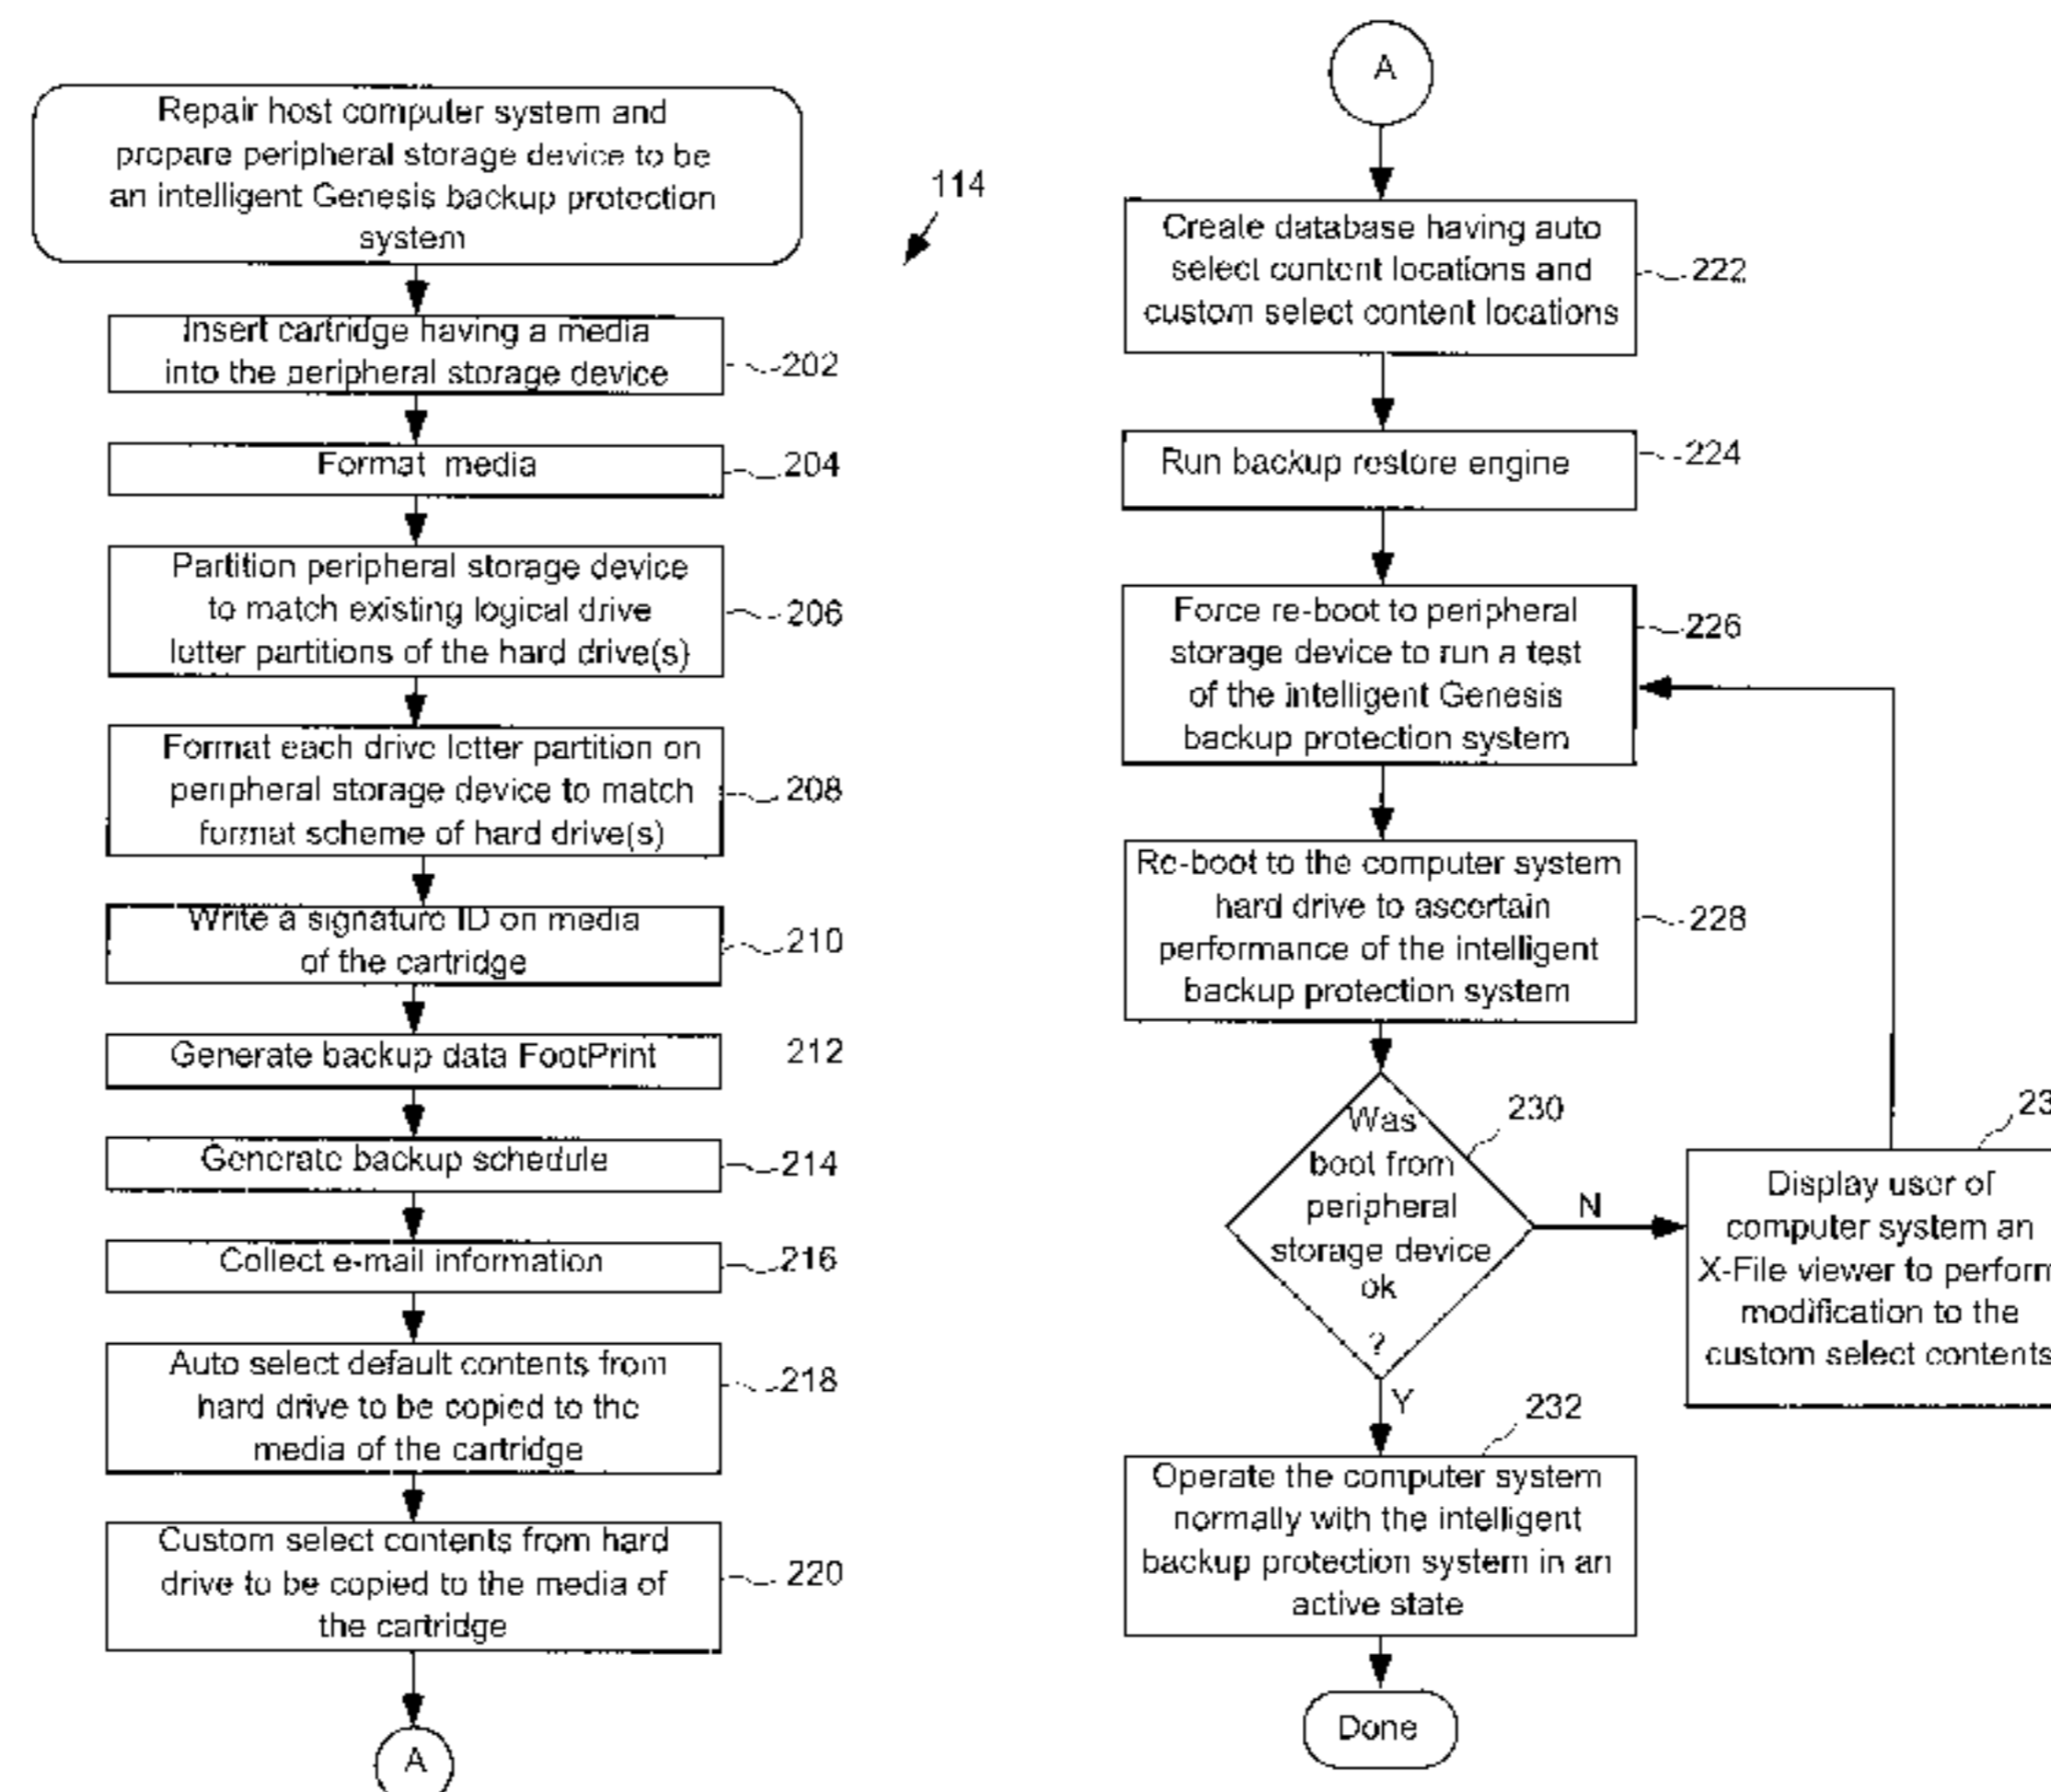 Repair host computer system and
propare peripheral storage device to be
an intelligent Genesis backup protection
system
114
Insert cartridge having a media
into the peripheral storage device
202
Format media
204
Partition peripheral storage device
to match existing logical drive
letter partitions of the hard drive(s)
206
Format each drive letter partition on
peripheral storage device to match
format scheme of hard drive(s)
208
Write a signature ID on media
of the cartridge
210
Generate backup data FootPrint
212
Generate backup schedule
214
Collect e-mail information
216
Auto select default contents from
hard drive to be copied to the
media of the cartridge
218
Custom select contents from hard
drive to be copied to the media of
the cartridge
220
A
A
Create database having auto
select content locations and
custom select content locations
222
Run backup restore engine
224
Force re-boot to peripheral
storage device to run a test
of the intelligent Genesis
backup protection system
226
Re-boot to the computer system
hard drive to ascertain
performance of the intelligent
backup protection system
228
Was
boot from
peripheral
storage device
ok
?
230
N
Display user of
computer system an
X-File viewer to perform
modification to the
custom select contents
Y
232
Operate the computer system
normally with the intelligent
backup protection system in an
active state
Done